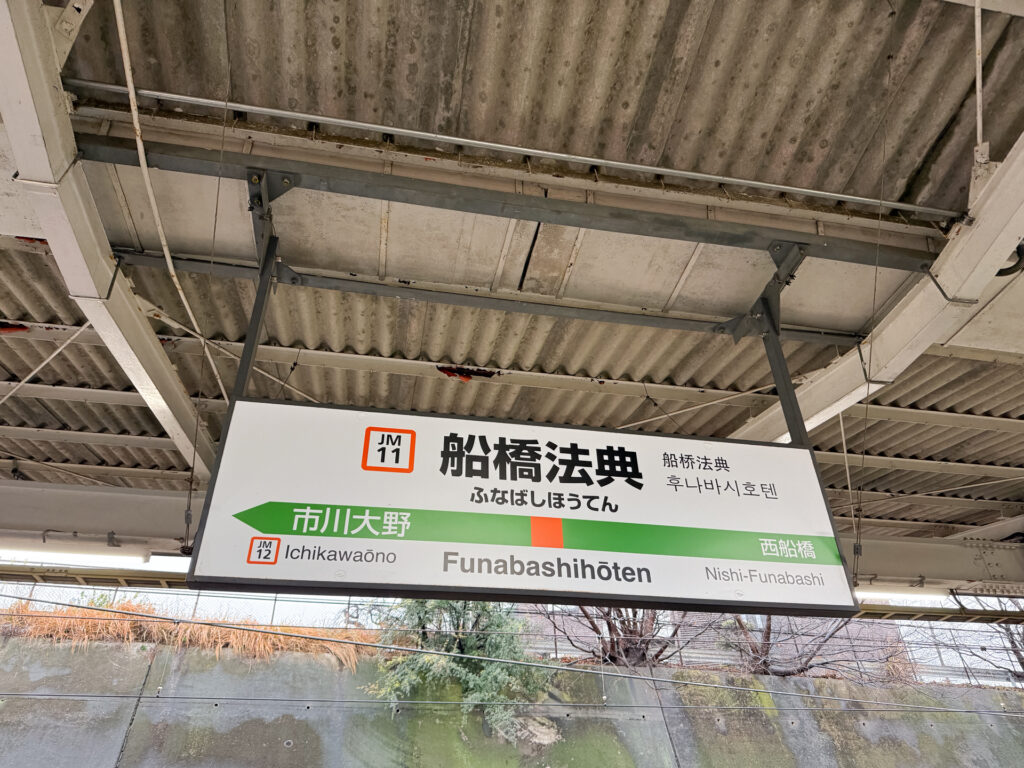 JM
11
船橋法典
ふなばしほうてん
船桥法典
후나바시호텐
市川大野
西船橋
JM
12
Ichikawaōno
Funabashihōten
Nishi-Funabashi